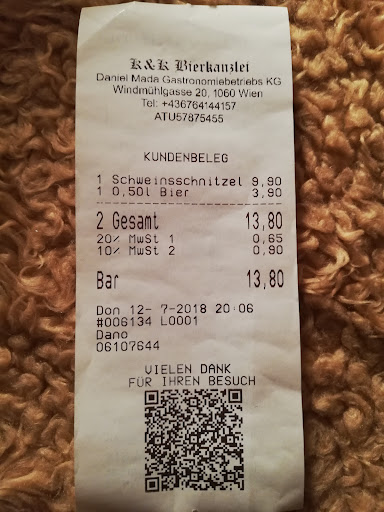 K&K Bierkanzlei
Daniel Mada Gastronomiebetriebs KG
Windmühlgasse 20, 1060 Wien
Tel: +436764144157
ATU57875455
KUNDENBELEG
1 Schweinsschnitzel 9,90
1 0,50l Bier 3,90
2 Gesamt 13,80
20% MwSt 1 0,65
10% MwSt 2 0,90
Bar 13,80
Don 12- 7-2018 20:06
#006134 L0001
Dano
06107644
VIELEN DANK
FÜR IHREN BESUCH